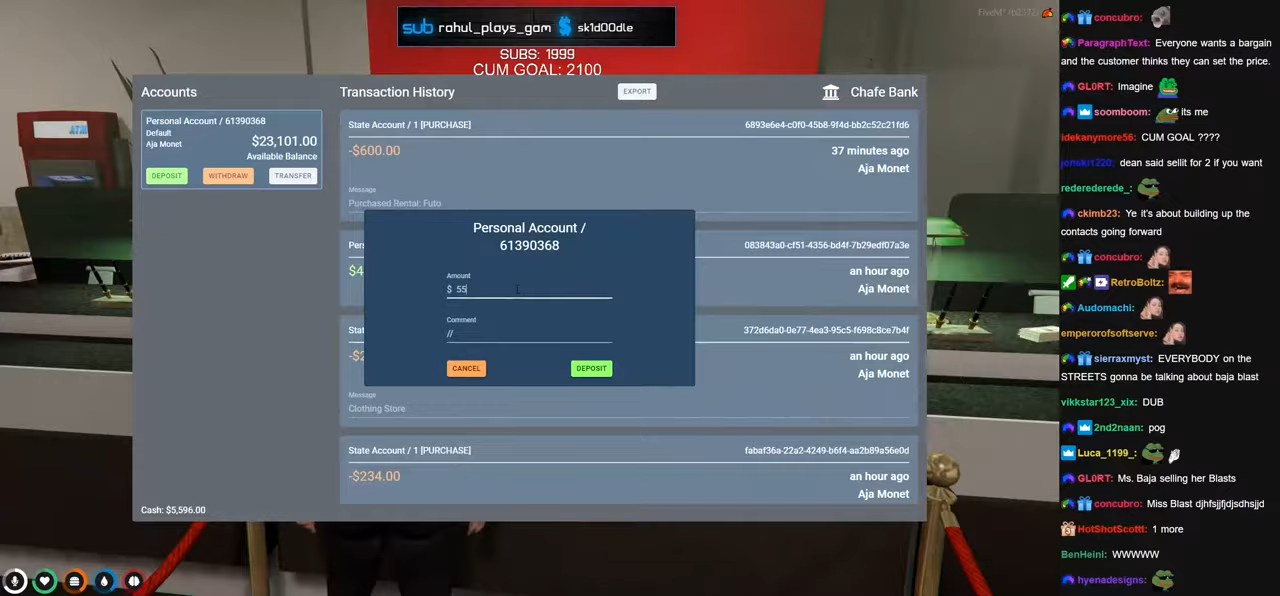 sub rahul_plays_gam $ sk1d00dle
SUBS: 1999
CUM GOAL: 2100
Accounts
Transaction History
EXPORT
Chafe Bank
Personal Account / 61390368
Default
Aja Monet
$23,101.00
Available Balance
DEPOSIT
WITHDRAW
TRANSFER
ATM
State Account / 1 [PURCHASE]
6893e6e4-c0f0-45b8-9f4d-bb2c52c21fd6
-$600.00
37 minutes ago
Aja Monet
Message
Purchased Rental: Futo
083843a0-cf51-4356-bd4f-7b29edf07a3e
an hour ago
Aja Monet
372d6da0-0e77-4ea3-95c5-f698c8ce7b4f
an hour ago
Aja Monet
Message
Clothing Store
State Account / 1 [PURCHASE]
fabaf36a-22a2-4249-b6f4-aa2b89a56e0d
-$234.00
an hour ago
Aja Monet
Cash: $5,596.00
Personal Account /
61390368
Amount
$ 55
Comment
//
CANCEL
DEPOSIT
concubro:
ParagraphText: Everyone wants a bargain
and the customer thinks they can set the price.
GL0RT: Imagine
soomboom: its me
idekanymore56: CUM GOAL ????
jonskrt220: dean said sellit for 2 if you want
rederederede_:
ckimb23: Ye it's about building up the
contacts going forward
concubro:
RetroBoltz:
Audomachi:
emperorofsoftserve:
sierraxmyst: EVERYBODY on the
STREETS gonna be talking about baja blast
vikkstar123_xix: DUB
2nd2naan: pog
Luca_1199_:
GL0RT: Ms. Baja selling her Blasts
concubro: Miss Blast djhfsjjfjdjsdhsjjd
HotShotScottt: 1 more
BenHeini: WWWWW
hyenadesigns: